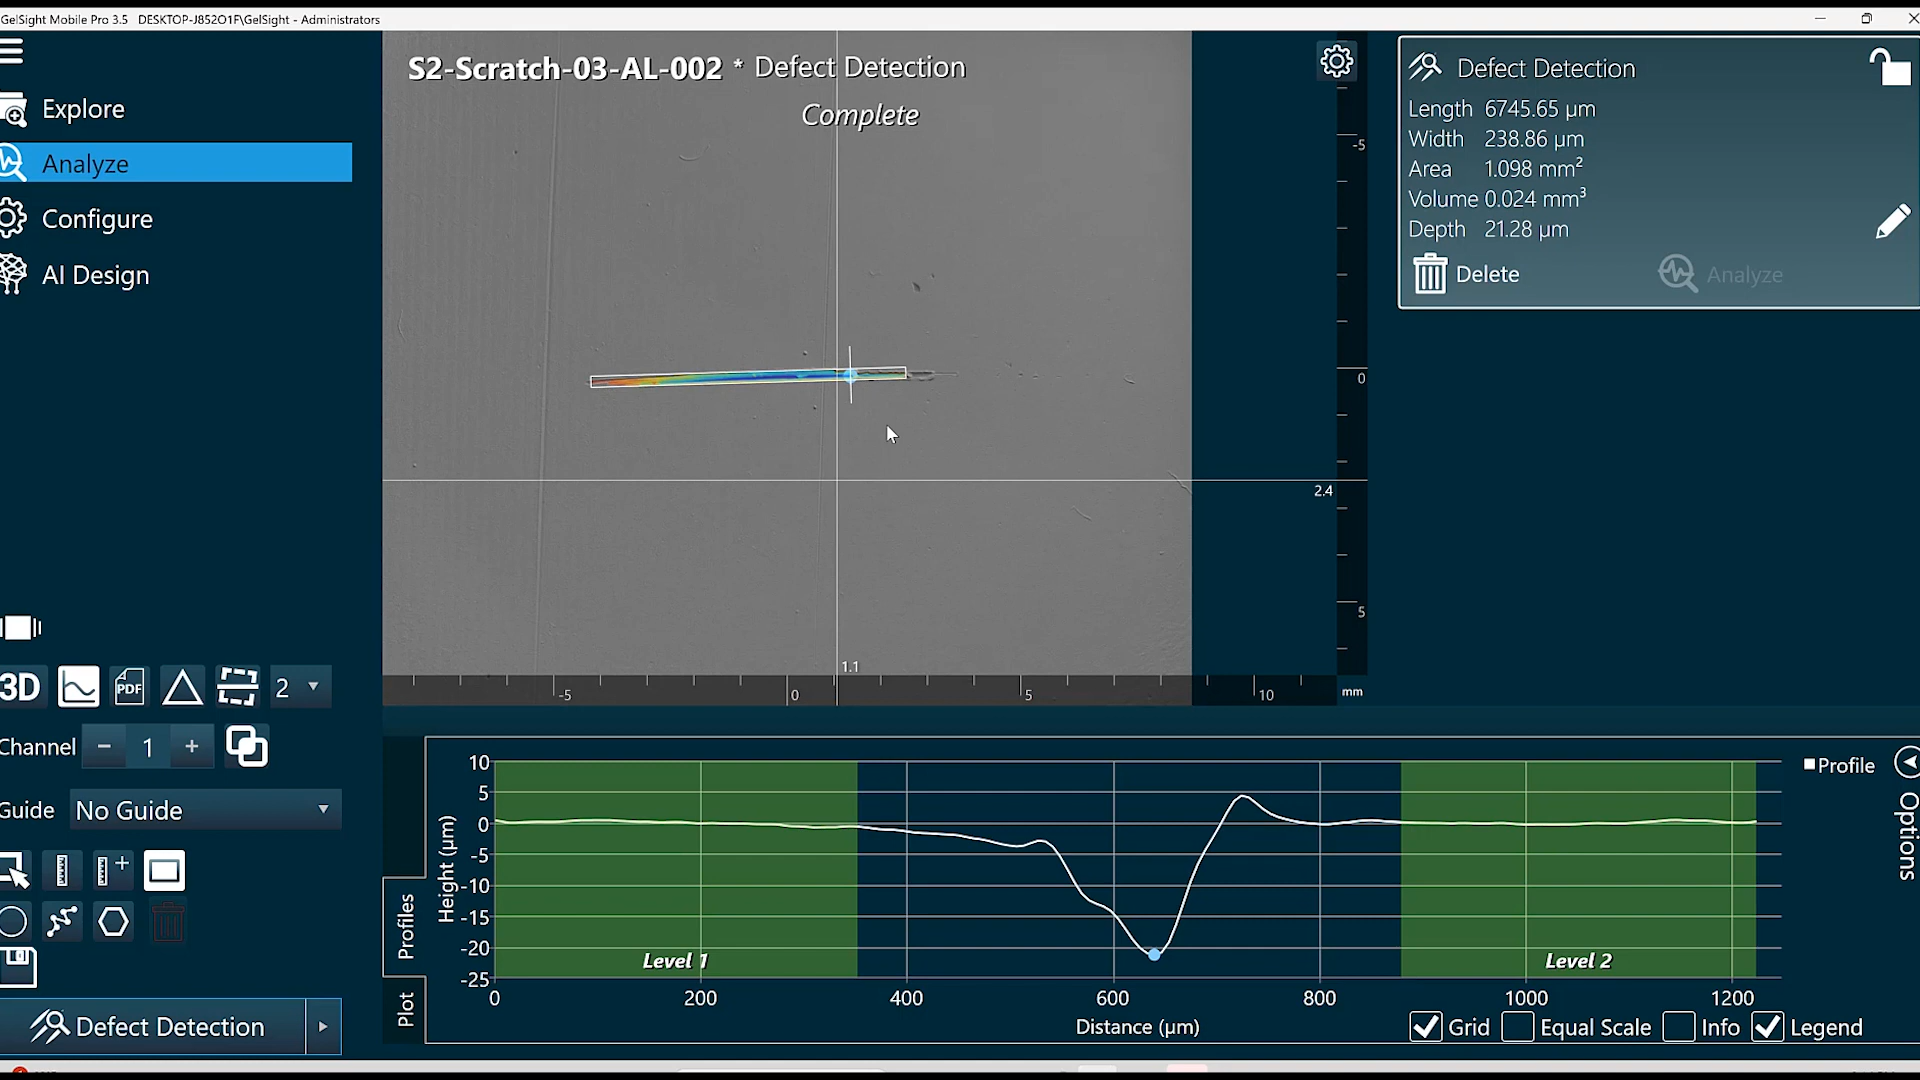 GelSight Mobile Pro 3.5 DESKTOP-J852O1F\GelSight - Administrators
S2-Scratch-03-AL-002 * Defect Detection
Complete
Explore
Analyze
Configure
AI Design
Defect Detection
Length 6745.65 µm
Width 238.86 µm
Area 1.098 mm²
Volume 0.024 mm³
Depth 21.28 µm
Delete
Analyze
-5
0
2.4
5
1.1
-5
0
5
10
mm
3D
PDF
2
Channel
1
Guide
No Guide
Defect Detection
Profiles
Plot
Height (µm)
10
5
0
-5
-10
-15
-20
-25
Level 1
Level 2
0
200
400
600
800
1000
1200
Distance (µm)
Profile
Options
Grid
Equal Scale
Info
Legend